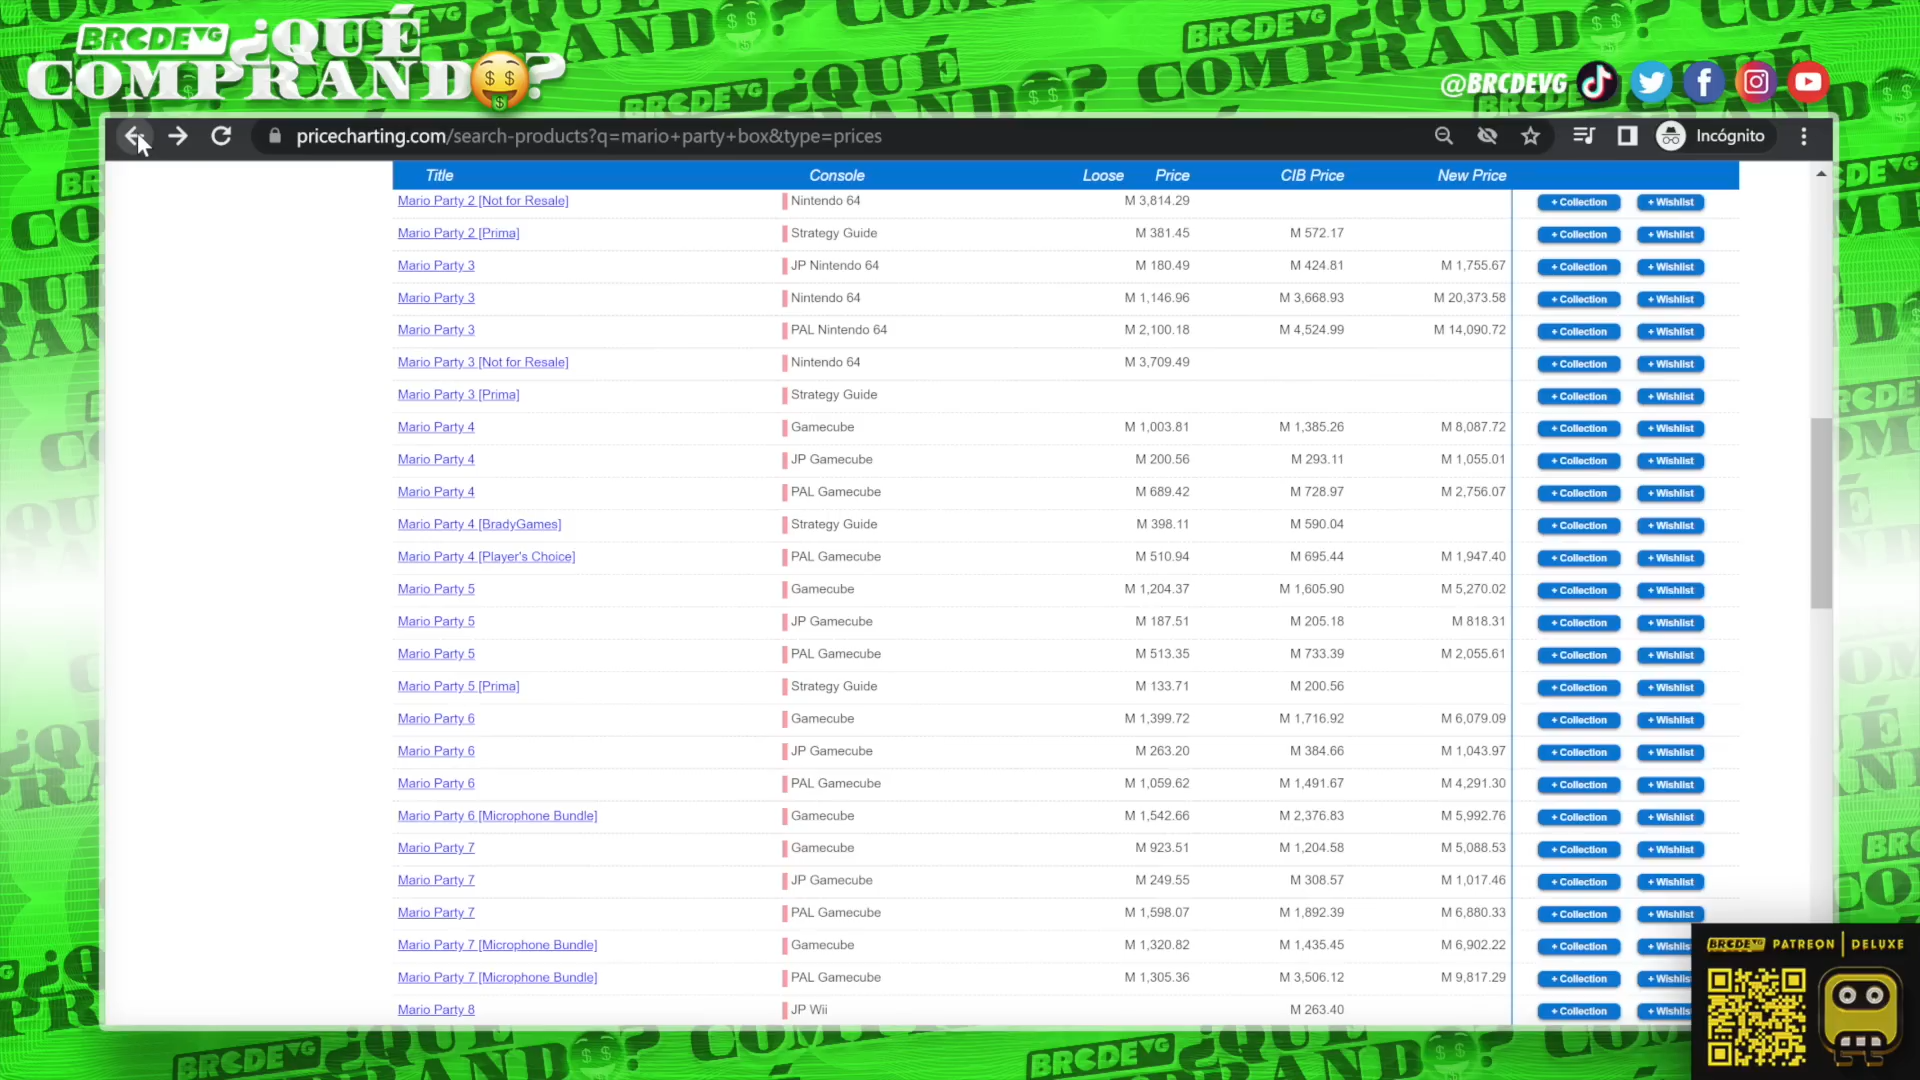 BRCDEVG ¿QUÉ
COMPRANDO?
@BRCDEVG
pricecharting.com/search-products?q=mario+party+box&type=prices
Incógnito
Title Console Loose Price CIB Price New Price
Mario Party 2 [Not for Resale] Nintendo 64 M 3,814.29 + Collection + Wishlist
Mario Party 2 [Prima] Strategy Guide M 381.45 M 572.17 + Collection + Wishlist
Mario Party 3 JP Nintendo 64 M 180.49 M 424.81 M 1,755.67 + Collection + Wishlist
Mario Party 3 Nintendo 64 M 1,146.96 M 3,668.93 M 20,373.58 + Collection + Wishlist
Mario Party 3 PAL Nintendo 64 M 2,100.18 M 4,524.99 M 14,090.72 + Collection + Wishlist
Mario Party 3 [Not for Resale] Nintendo 64 M 3,709.49 + Collection + Wishlist
Mario Party 3 [Prima] Strategy Guide + Collection + Wishlist
Mario Party 4 Gamecube M 1,003.81 M 1,385.26 M 8,087.72 + Collection + Wishlist
Mario Party 4 JP Gamecube M 200.56 M 293.11 M 1,055.01 + Collection + Wishlist
Mario Party 4 PAL Gamecube M 689.42 M 728.97 M 2,756.07 + Collection + Wishlist
Mario Party 4 [BradyGames] Strategy Guide M 398.11 M 590.04 + Collection + Wishlist
Mario Party 4 [Player's Choice] PAL Gamecube M 510.94 M 695.44 M 1,947.40 + Collection + Wishlist
Mario Party 5 Gamecube M 1,204.37 M 1,605.90 M 5,270.02 + Collection + Wishlist
Mario Party 5 JP Gamecube M 187.51 M 205.18 M 818.31 + Collection + Wishlist
Mario Party 5 PAL Gamecube M 513.35 M 733.39 M 2,055.61 + Collection + Wishlist
Mario Party 5 [Prima] Strategy Guide M 133.71 M 200.56 + Collection + Wishlist
Mario Party 6 Gamecube M 1,399.72 M 1,716.92 M 6,079.09 + Collection + Wishlist
Mario Party 6 JP Gamecube M 263.20 M 384.66 M 1,043.97 + Collection + Wishlist
Mario Party 6 PAL Gamecube M 1,059.62 M 1,491.67 M 4,291.30 + Collection + Wishlist
Mario Party 6 [Microphone Bundle] Gamecube M 1,542.66 M 2,376.83 M 5,992.76 + Collection + Wishlist
Mario Party 7 Gamecube M 923.51 M 1,204.58 M 5,088.53 + Collection + Wishlist
Mario Party 7 JP Gamecube M 249.55 M 308.57 M 1,017.46 + Collection + Wishlist
Mario Party 7 PAL Gamecube M 1,598.07 M 1,892.39 M 6,880.33 + Collection + Wishlist
Mario Party 7 [Microphone Bundle] Gamecube M 1,320.82 M 1,435.45 M 6,902.22 + Collection + Wishlis
Mario Party 7 [Microphone Bundle] PAL Gamecube M 1,305.36 M 3,506.12 M 9,817.29 + Collection + Wishlis
Mario Party 8 JP Wii M 263.40 + Collection + Wishlis
BRCDEVG PATREON | DELUXE